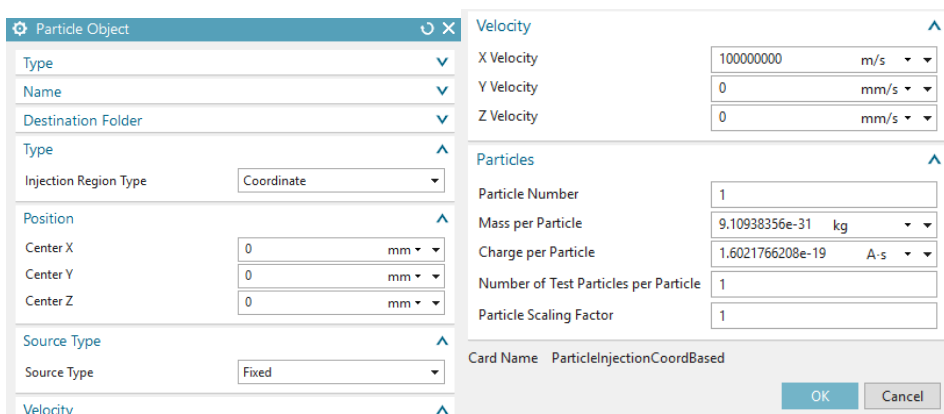 Particle Object
Type
Name
Destination Folder
Type
Injection Region Type Coordinate
Position
Center X 0 mm
Center Y 0 mm
Center Z 0 mm
Source Type
Source Type Fixed
Velocity
Velocity
X Velocity 100000000 m/s
Y Velocity 0 mm/s
Z Velocity 0 mm/s
Particles
Particle Number 1
Mass per Particle 9.10938356e-31 kg
Charge per Particle 1.6021766208e-19 A·s
Number of Test Particles per Particle 1
Particle Scaling Factor 1
Card Name ParticleInjectionCoordBased
OK Cancel